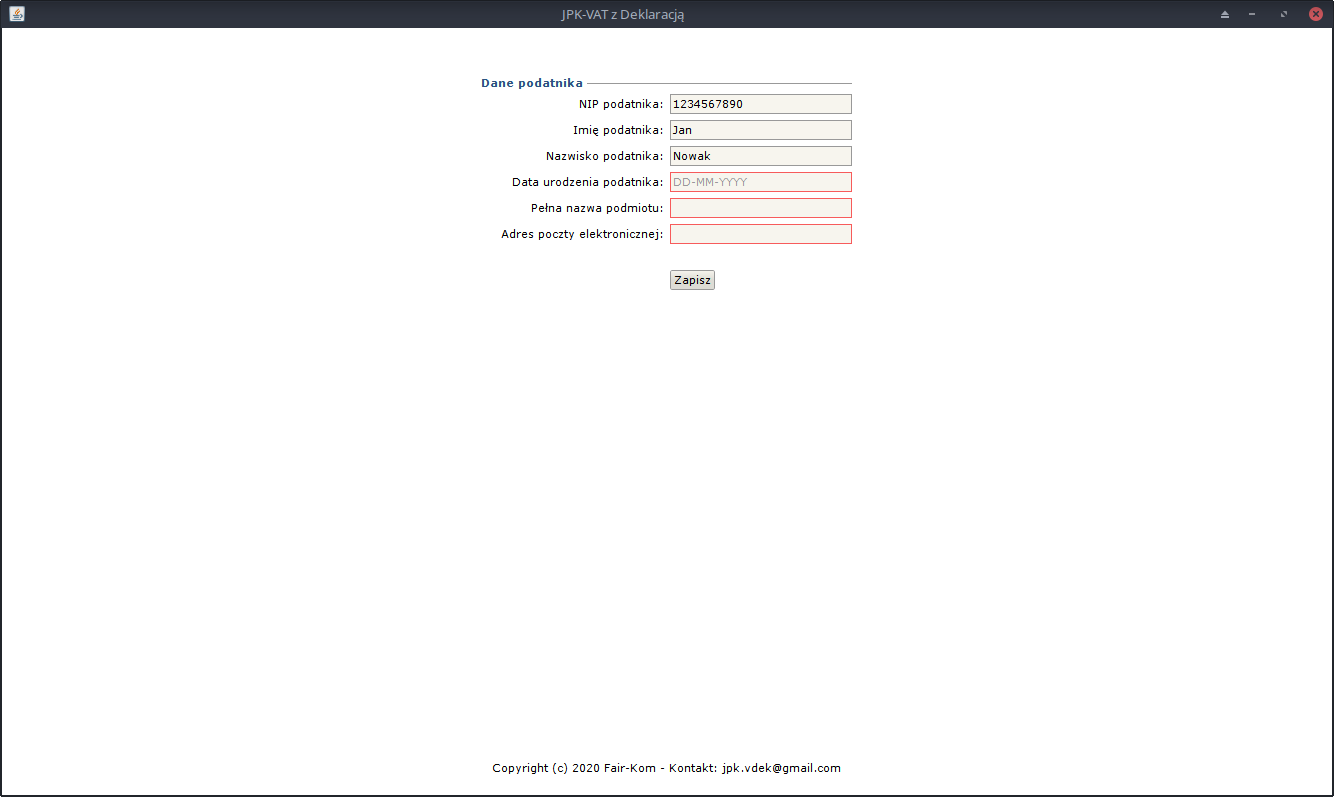 JPK-VAT z Deklaracją
Dane podatnika
NIP podatnika: 1234567890
Imię podatnika: Jan
Nazwisko podatnika: Nowak
Data urodzenia podatnika: DD-MM-YYYY
Pełna nazwa podmiotu:
Adres poczty elektronicznej:
Zapisz
Copyright (c) 2020 Fair-Kom - Kontakt: jpk.vdek@gmail.com